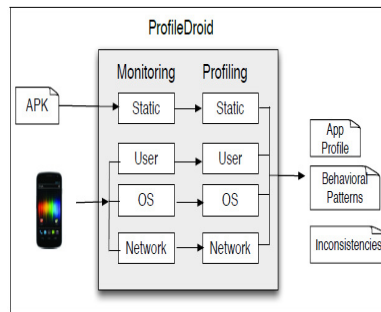 ProfileDroid
Monitoring Profiling
APK
Static Static
User User
OS OS
Network Network
App
Profile
Behavioral
Patterns
Inconsistencies